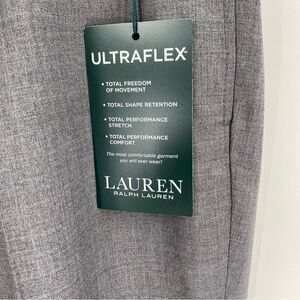 ULTRAFLEX
• TOTAL FREEDOM
OF MOVEMENT
• TOTAL SHAPE RETENTION
• TOTAL PERFORMANCE
STRETCH
• TOTAL PERFORMANCE
COMFORT
The most comfortable garment
you will ever wear!
LAUREN
RALPH LAUREN